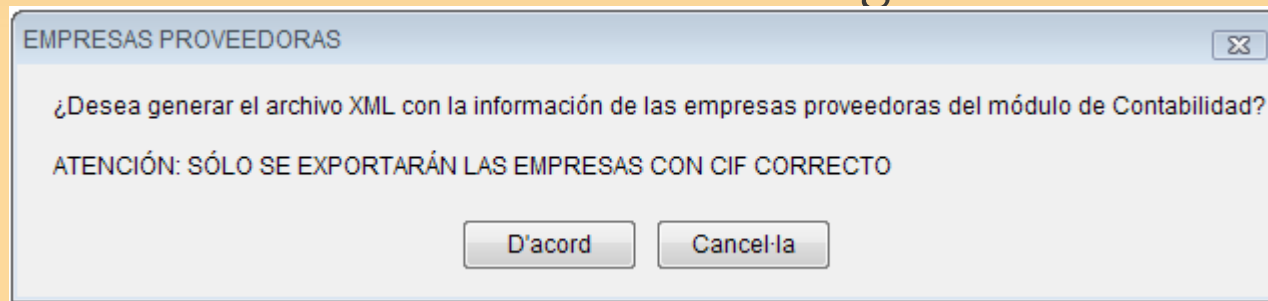 EMPRESAS PROVEEDORAS
¿Desea generar el archivo XML con la información de las empresas proveedoras del módulo de Contabilidad?
ATENCIÓN: SÓLO SE EXPORTARÁN LAS EMPRESAS CON CIF CORRECTO
D'acord
Cancel·la